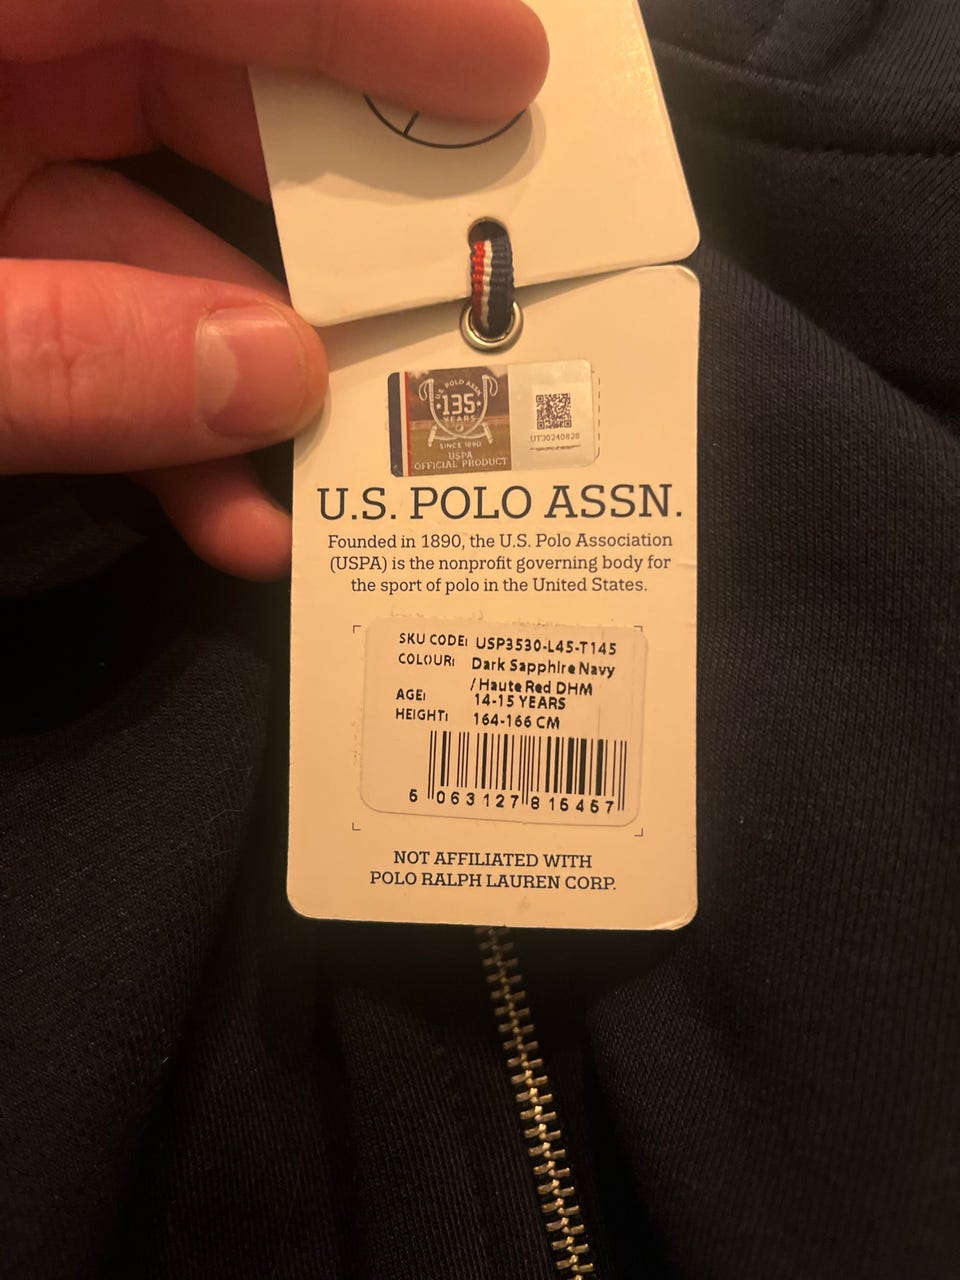 U.S. POLO ASSN.
135
YEARS
SINCE 1890
USPA
OFFICIAL PRODUCT
UT30240828
U.S. POLO ASSN.
Founded in 1890, the U.S. Polo Association
(USPA) is the nonprofit governing body for
the sport of polo in the United States.
SKU CODE: USP3530-L45-T145
COLOUR: Dark Sapphire Navy
/ Haute Red DHM
AGE: 14-15 YEARS
HEIGHT: 164-166 CM
5 063127 815457
NOT AFFILIATED WITH
POLO RALPH LAUREN CORP.